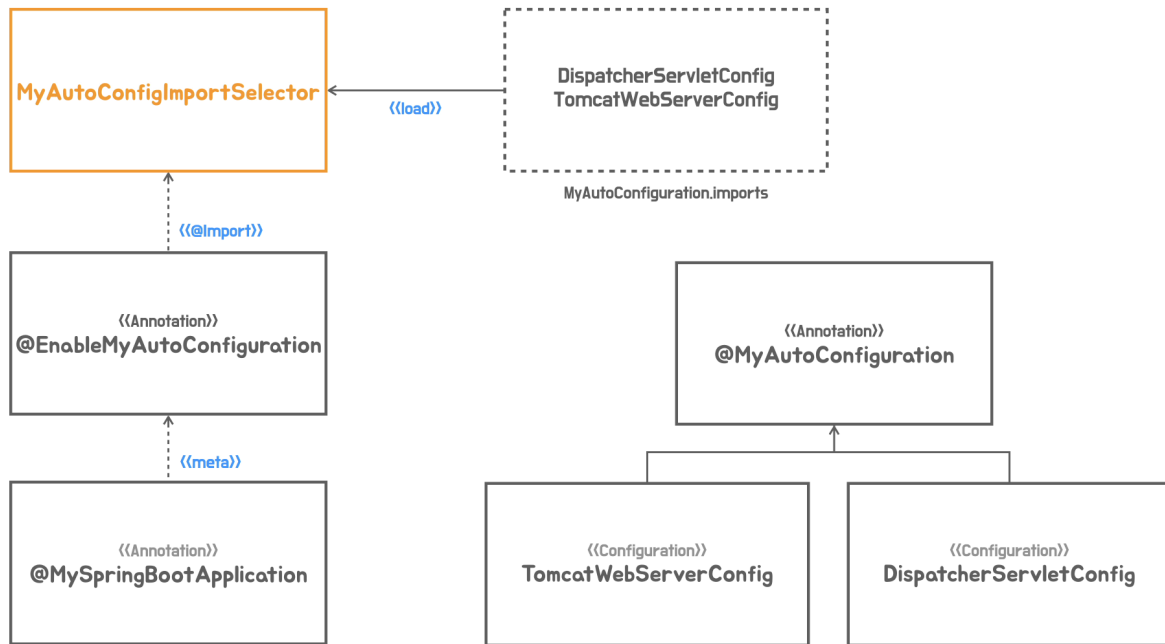 MyAutoConfigImportSelector
DispatcherServletConfig
TomcatWebServerConfig
<<load>>
MyAutoConfiguration.imports
<<@Import>>
<<Annotation>>
@EnableMyAutoConfiguration
<<Annotation>>
@MyAutoConfiguration
<<meta>>
<<Annotation>>
@MySpringBootApplication
<<Configuration>>
TomcatWebServerConfig
<<Configuration>>
DispatcherServletConfig